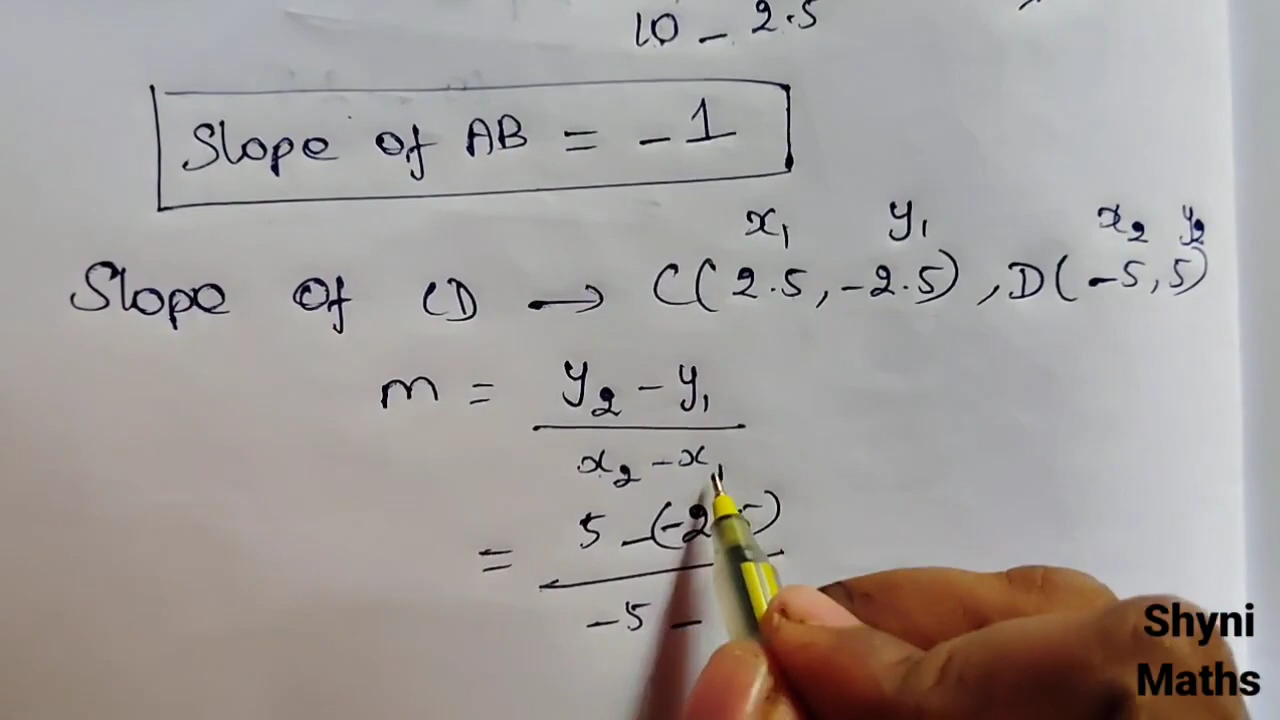 10 - 2.5
Slope of AB = -1
x₁ y₁ x₂ y₂
Slope of CD → C(2.5, -2.5), D(-5, 5)
m = y₂ - y₁
x₂ - x₁
= 5 - (-2.5)
-5 -
Shyni
Maths